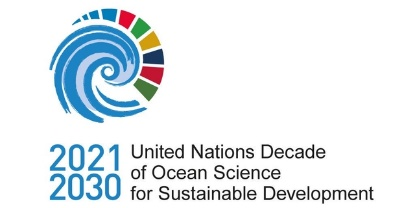 2021 United Nations Decade
of Ocean Science
2030 for Sustainable Development